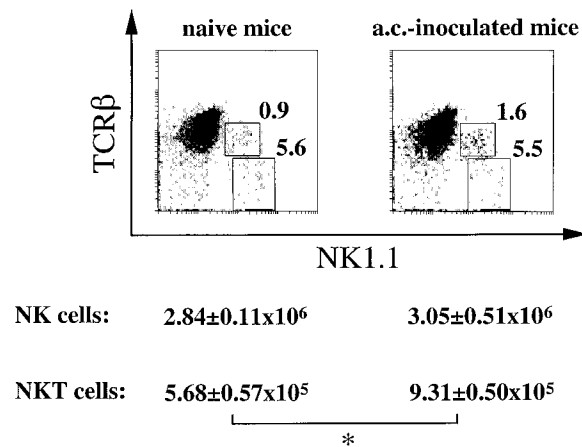 naive mice
a.c.-inoculated mice
TCRβ
0.9
5.6
1.6
5.5
NK1.1
NK cells: 2.84±0.11x10⁶ 3.05±0.51x10⁶
NKT cells: 5.68±0.57x10⁵ 9.31±0.50x10⁵
*